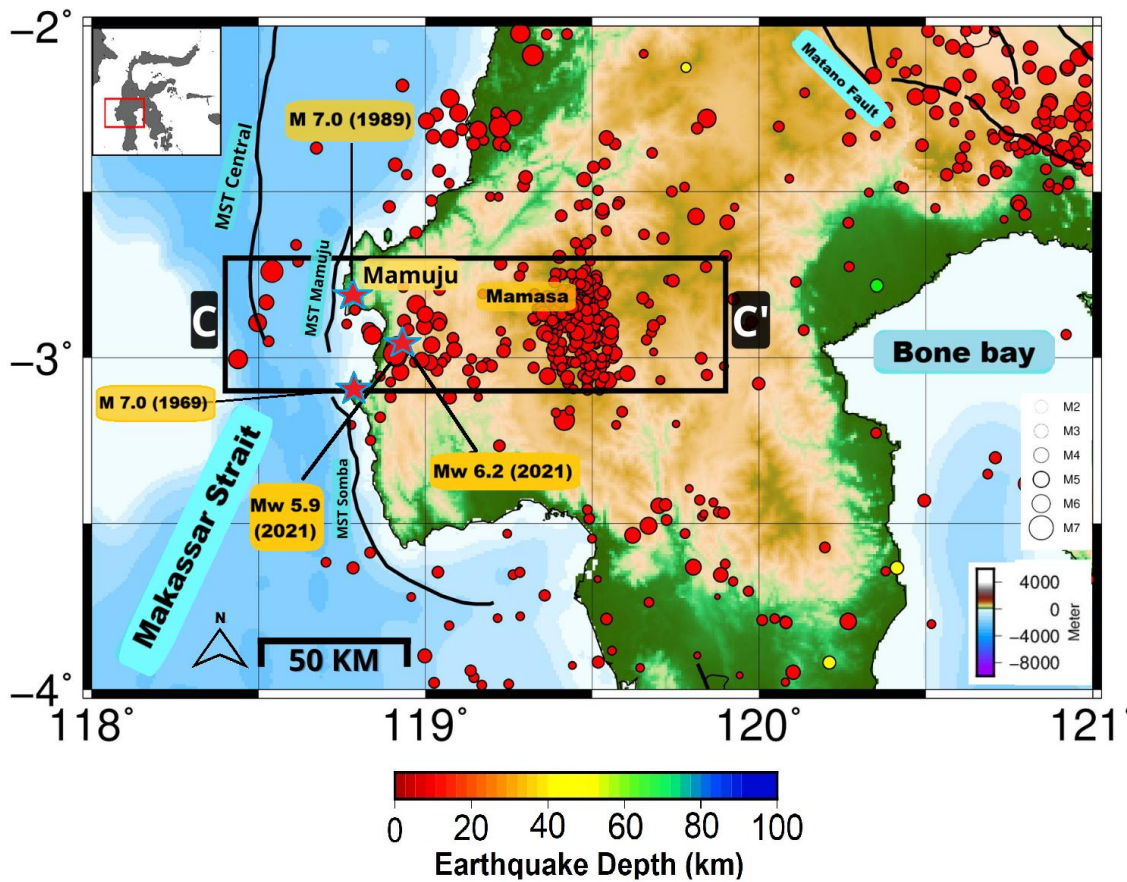 −2°
−3°
−4°
118°
119°
120°
121°
MST Central
M 7.0 (1989)
Matano Fault
MST Mamuju
Mamuju
Mamasa
C
C'
Bone bay
M 7.0 (1969)
Makassar Strait
Mw 5.9
(2021)
MST Somba
Mw 6.2 (2021)
M2
M3
M4
M5
M6
M7
4000
0
−4000
−8000
Meter
N
50 KM
0
20
40
60
80
100
Earthquake Depth (km)